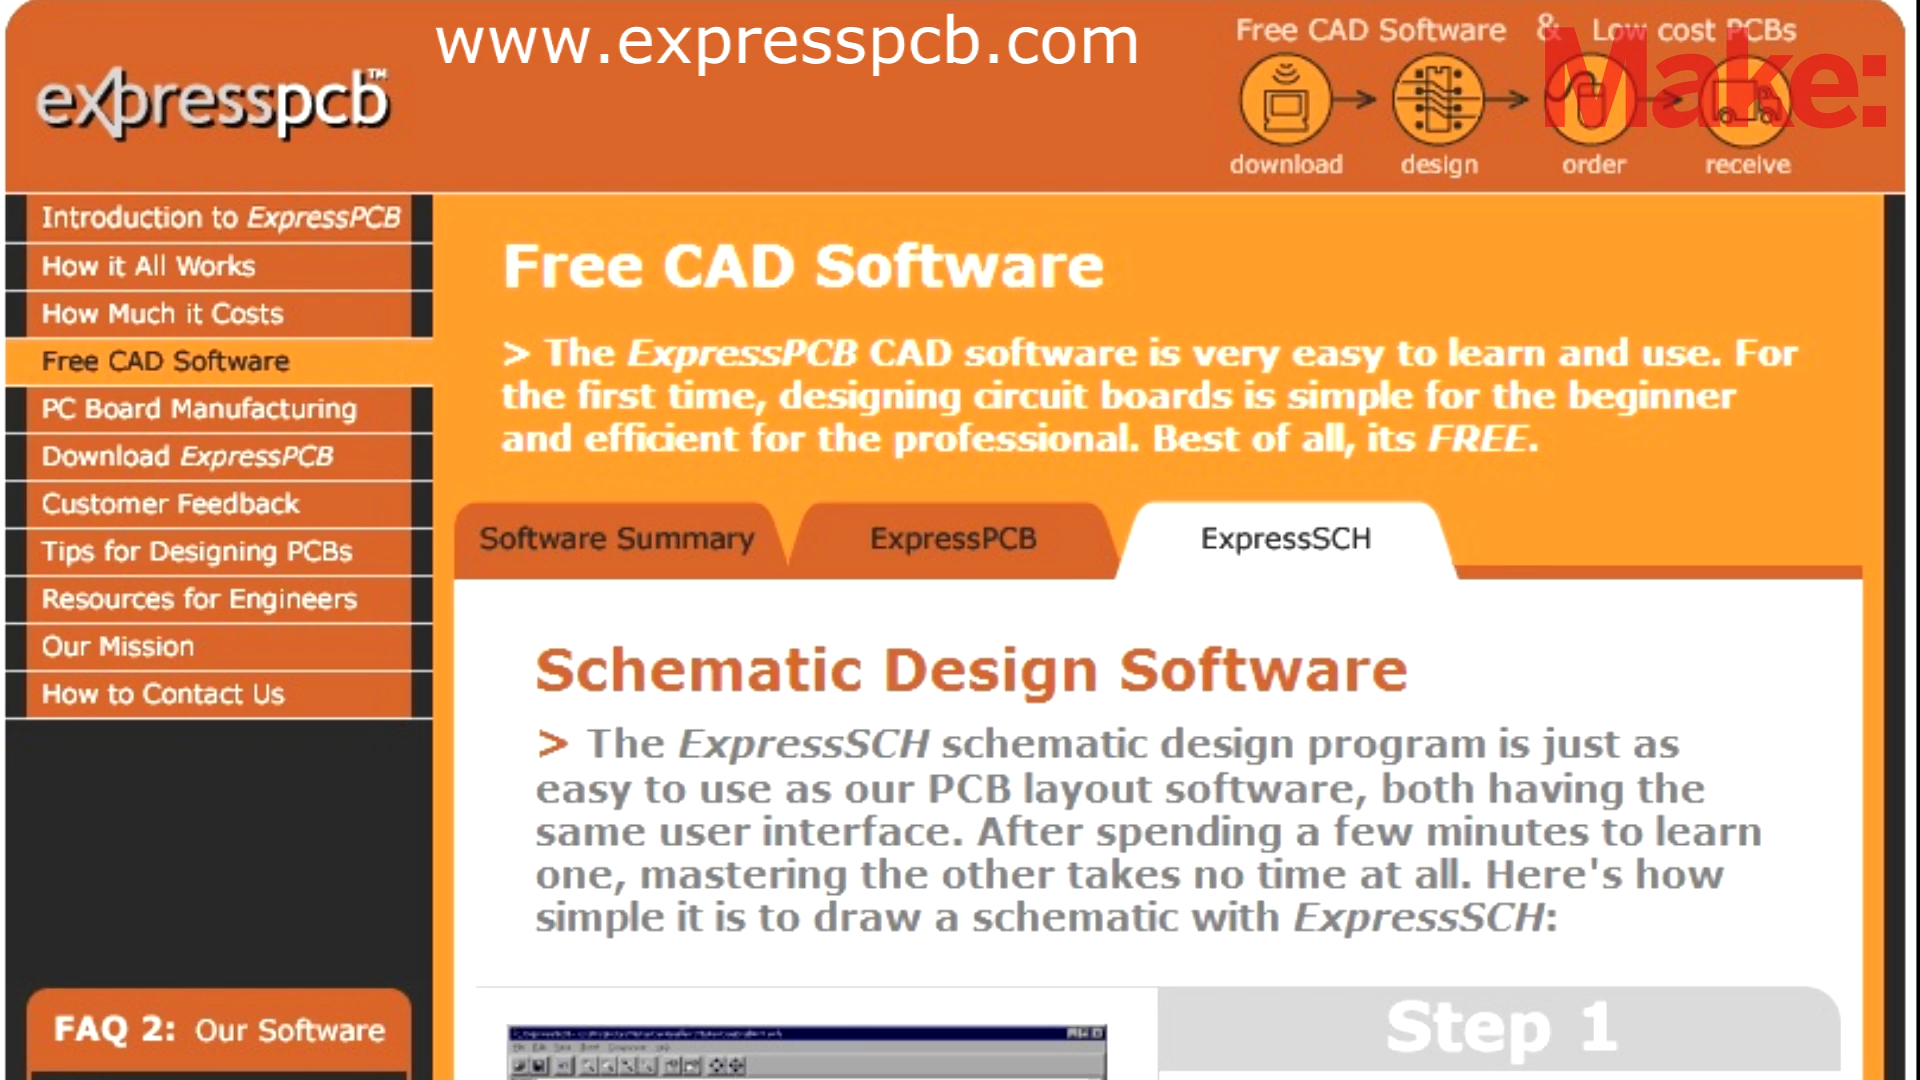 www.expresspcb.com
Free CAD Software & Low cost PCBs
Make:
expresspcb™
download design order receive
Introduction to ExpressPCB
How it All Works
How Much it Costs
Free CAD Software
PC Board Manufacturing
Download ExpressPCB
Customer Feedback
Tips for Designing PCBs
Resources for Engineers
Our Mission
How to Contact Us
FAQ 2: Our Software
Free CAD Software
> The ExpressPCB CAD software is very easy to learn and use. For
the first time, designing circuit boards is simple for the beginner
and efficient for the professional. Best of all, its FREE.
Software Summary ExpressPCB ExpressSCH
Schematic Design Software
> The ExpressSCH schematic design program is just as
easy to use as our PCB layout software, both having the
same user interface. After spending a few minutes to learn
one, mastering the other takes no time at all. Here's how
simple it is to draw a schematic with ExpressSCH:
Step 1